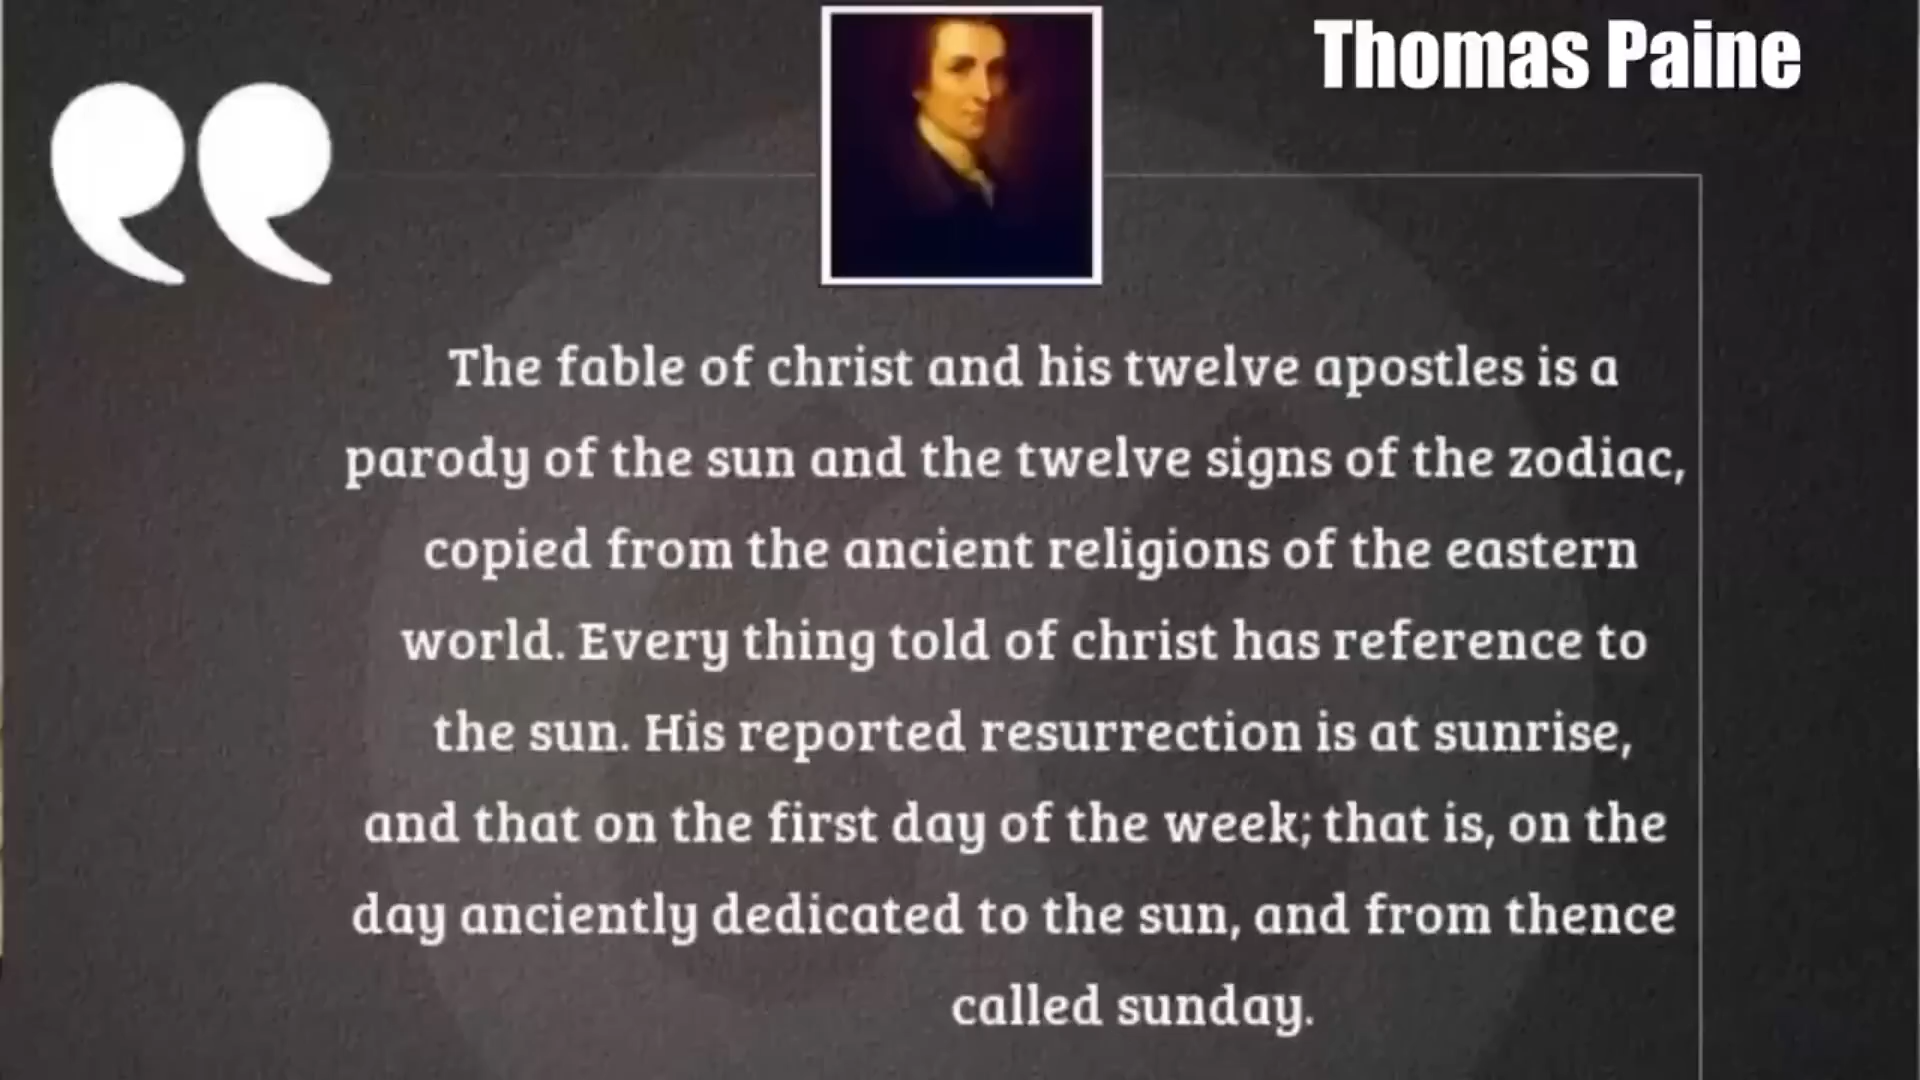 Thomas Paine
The fable of christ and his twelve apostles is a
parody of the sun and the twelve signs of the zodiac,
copied from the ancient religions of the eastern
world. Every thing told of christ has reference to
the sun. His reported resurrection is at sunrise,
and that on the first day of the week; that is, on the
day anciently dedicated to the sun, and from thence
called sunday.